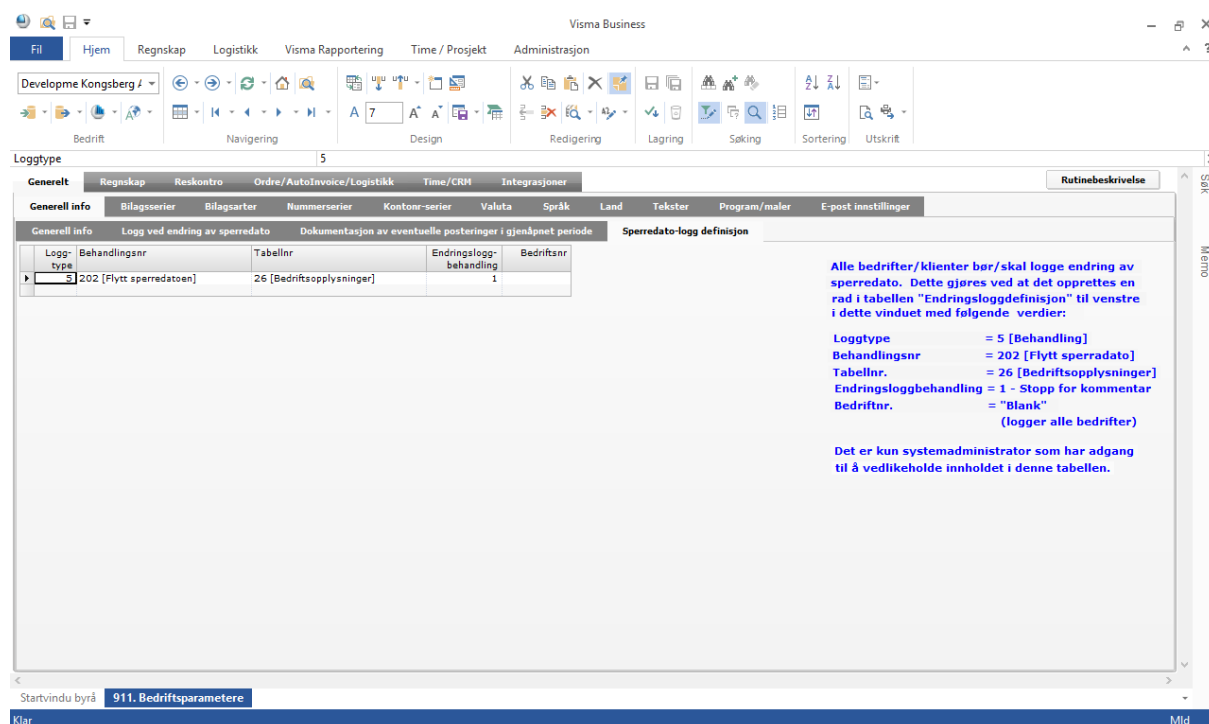 Visma Business
Fil Hjem Regnskap Logistikk Visma Rapportering Time / Prosjekt Administrasjon
Developme Kongsberg
A 7
Bedrift Navigering Design Redigering Lagring Søking Sortering Utskrift
Loggtype 5
Generelt Regnskap Reskontro Ordre/AutoInvoice/Logistikk Time/CRM Integrasjoner Rutinebeskrivelse
Generell info Bilagsserier Bilagsarter Nummerserier Kontonr-serier Valuta Språk Land Tekster Program/maler E-post innstillinger
Generell info Logg ved endring av sperredato Dokumentasjon av eventuelle posteringer i gjenåpnet periode Sperredato-logg definisjon
Logg- Behandlingsnr Tabellnr Endringslogg- Bedriftsnr
type behandling
5 202 [Flytt sperredatoen] 26 [Bedriftsopplysninger] 1
Alle bedrifter/klienter bør/skal logge endring av
sperredato. Dette gjøres ved at det opprettes en
rad i tabellen "Endringsloggdefinisjon" til venstre
i dette vinduet med følgende verdier:
Loggtype = 5 [Behandling]
Behandlingsnr = 202 [Flytt sperradato]
Tabellnr. = 26 [Bedriftsopplysninger]
Endringsloggbehandling = 1 - Stopp for kommentar
Bedriftnr. = "Blank"
(logger alle bedrifter)
Det er kun systemadministrator som har adgang
til å vedlikeholde innholdet i denne tabellen.
Søk
Memo
Startvindu byrå 911. Bedriftsparametere
Klar Mld